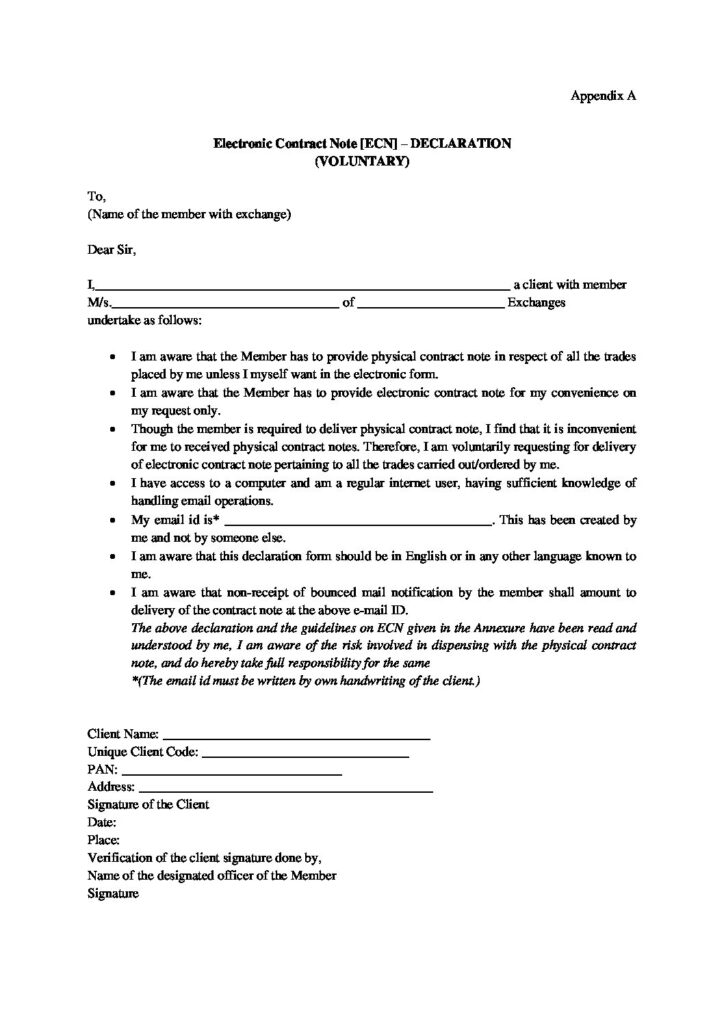 Appendix A
Electronic Contract Note [ECN] – DECLARATION
(VOLUNTARY)
To,
(Name of the member with exchange)
Dear Sir,
I,_______________________________________________________________ a client with member
M/s.___________________________________ of ______________________ Exchanges
undertake as follows:
• I am aware that the Member has to provide physical contract note in respect of all the trades
placed by me unless I myself want in the electronic form.
• I am aware that the Member has to provide electronic contract note for my convenience on
my request only.
• Though the member is required to deliver physical contract note, I find that it is inconvenient
for me to received physical contract notes. Therefore, I am voluntarily requesting for delivery
of electronic contract note pertaining to all the trades carried out/ordered by me.
• I have access to a computer and am a regular internet user, having sufficient knowledge of
handling email operations.
• My email id is* _________________________________________. This has been created by
me and not by someone else.
• I am aware that this declaration form should be in English or in any other language known to
me.
• I am aware that non-receipt of bounced mail notification by the member shall amount to
delivery of the contract note at the above e-mail ID.
The above declaration and the guidelines on ECN given in the Annexure have been read and
understood by me, I am aware of the risk involved in dispensing with the physical contract
note, and do hereby take full responsibility for the same
*(The email id must be written by own handwriting of the client.)
Client Name: _________________________________________
Unique Client Code: ________________________________
PAN: __________________________________
Address: _____________________________________________
Signature of the Client
Date:
Place:
Verification of the client signature done by,
Name of the designated officer of the Member
Signature